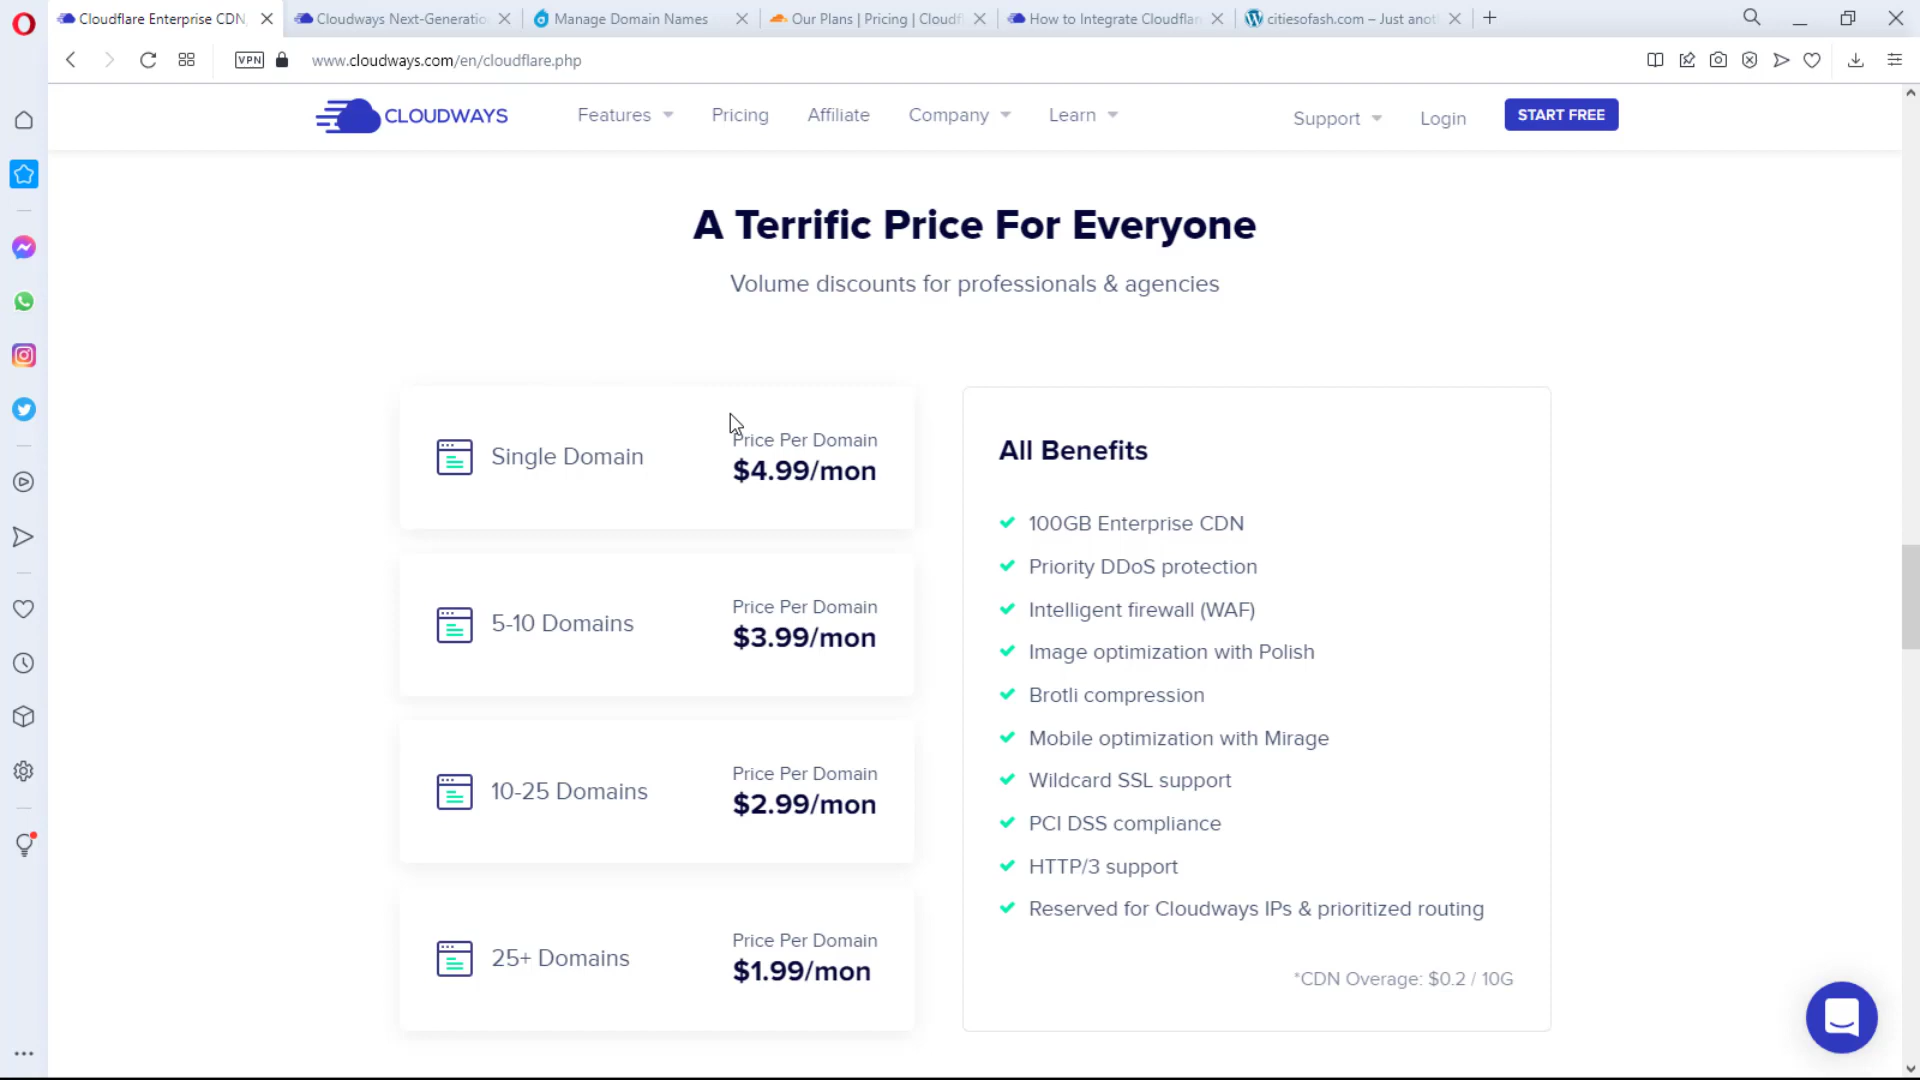 Cloudflare Enterprise CDN,
Cloudways Next-Generatio
Manage Domain Names
Our Plans | Pricing | Cloudf
How to Integrate Cloudflar
citiesofash.com – Just anot
VPN
www.cloudways.com/en/cloudflare.php
CLOUDWAYS
Features
Pricing
Affiliate
Company
Learn
Support
Login
START FREE
A Terrific Price For Everyone
Volume discounts for professionals & agencies
Single Domain
Price Per Domain
$4.99/mon
5-10 Domains
Price Per Domain
$3.99/mon
10-25 Domains
Price Per Domain
$2.99/mon
25+ Domains
Price Per Domain
$1.99/mon
All Benefits
100GB Enterprise CDN
Priority DDoS protection
Intelligent firewall (WAF)
Image optimization with Polish
Brotli compression
Mobile optimization with Mirage
Wildcard SSL support
PCI DSS compliance
HTTP/3 support
Reserved for Cloudways IPs & prioritized routing
*CDN Overage: $0.2 / 10G